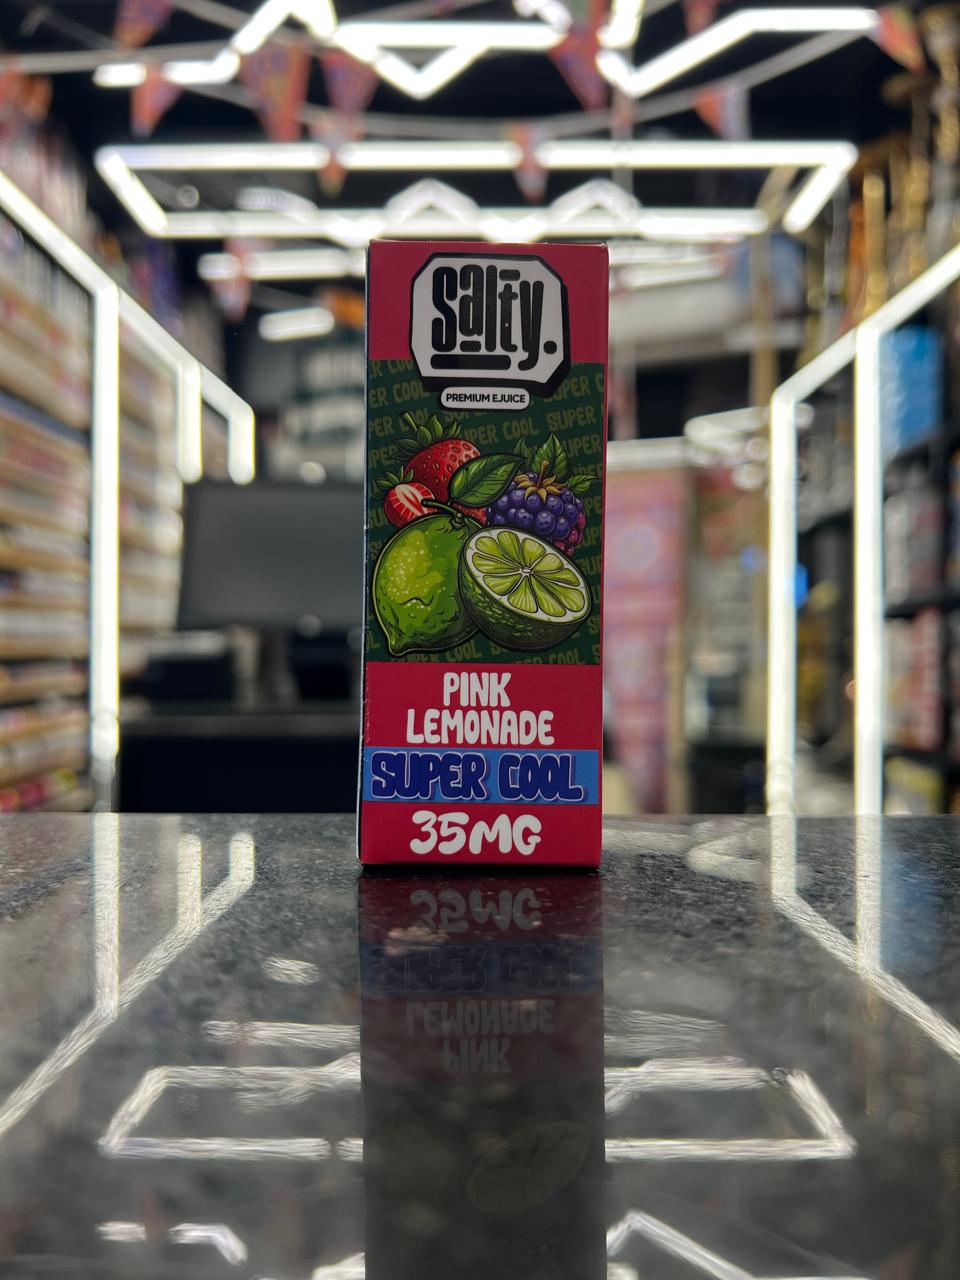 Salty.
PREMIUM EJUICE
SUPER COOL
PINK
LEMONADE
SUPER COOL
35MG